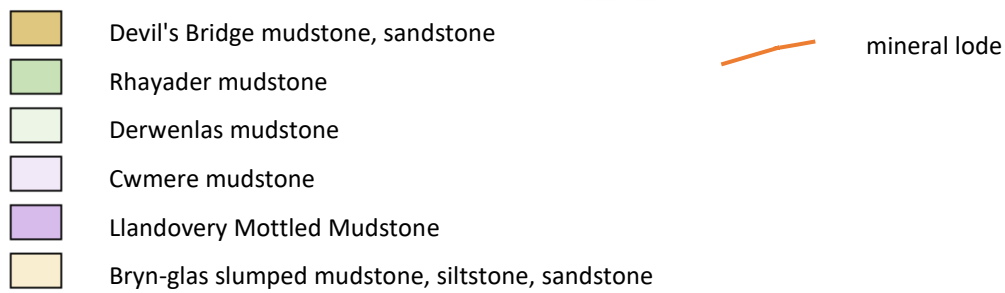 Devil's Bridge mudstone, sandstone
mineral lode
Rhayader mudstone
Derwenlas mudstone
Cwmere mudstone
Llandovery Mottled Mudstone
Bryn-glas slumped mudstone, siltstone, sandstone